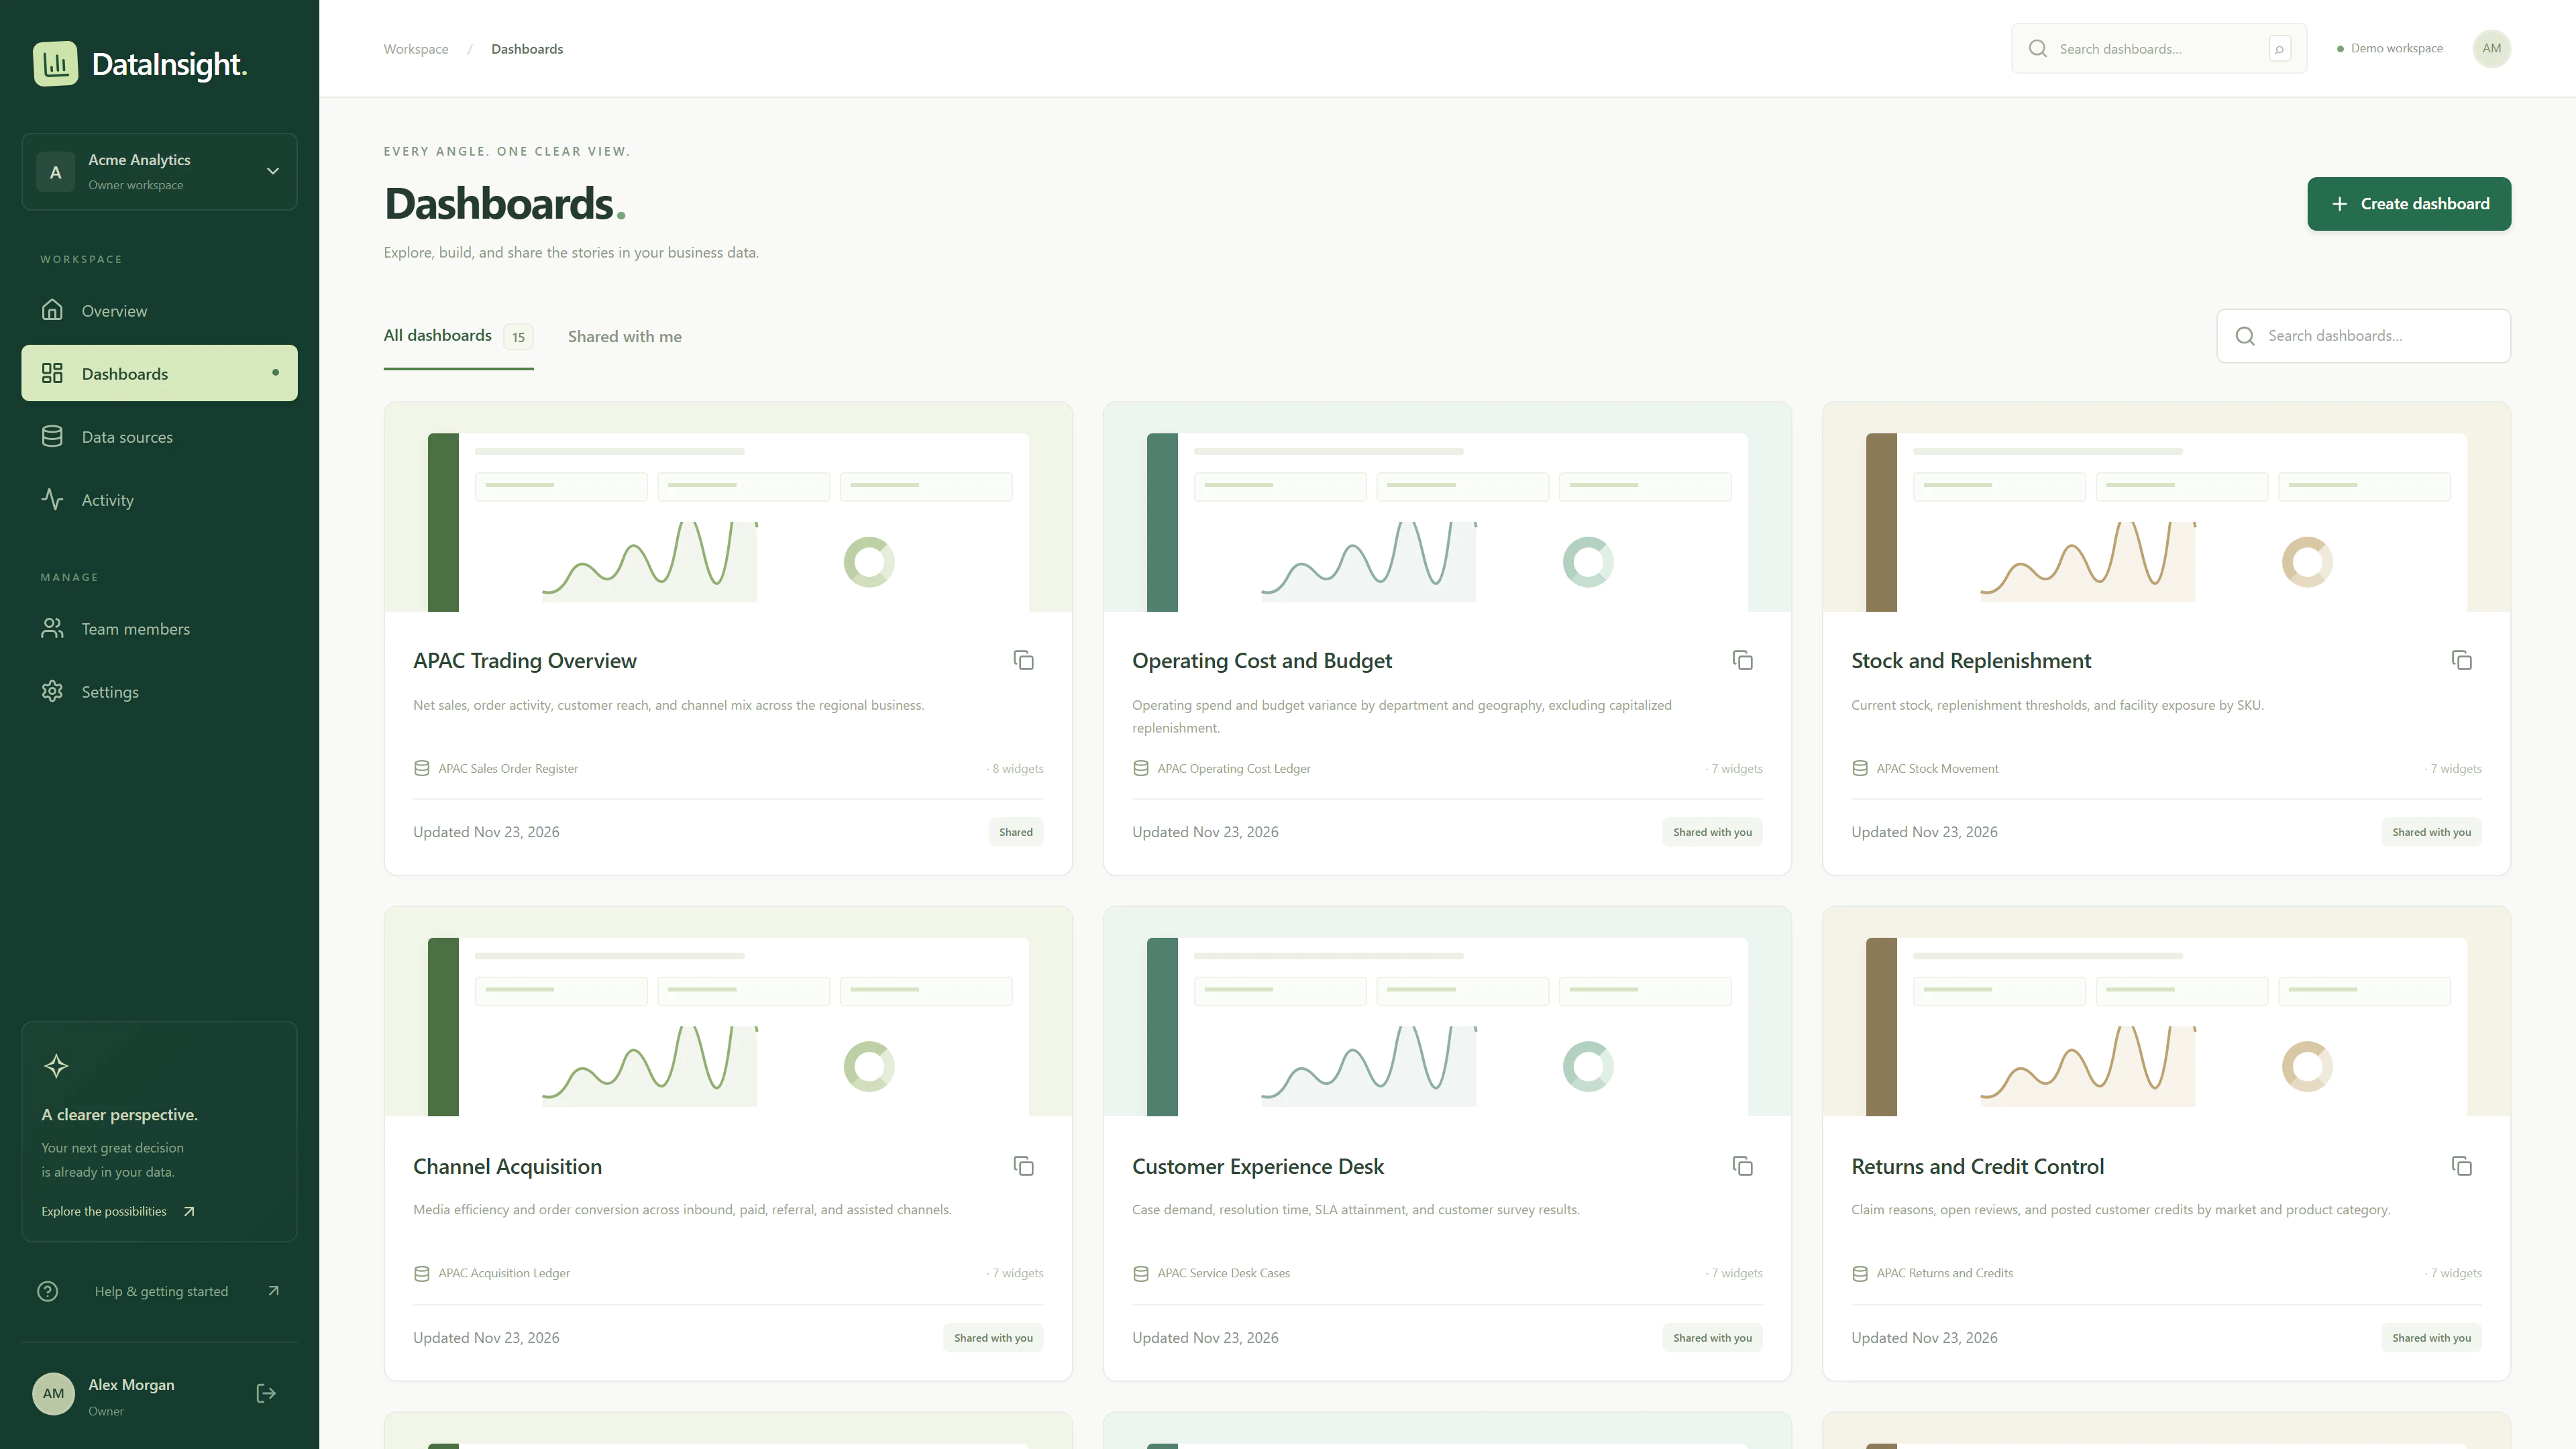 DataInsight.
A
Acme Analytics
Owner workspace
WORKSPACE
Overview
Dashboards
Data sources
Activity
MANAGE
Team members
Settings
A clearer perspective.
Your next great decision
is already in your data.
Explore the possibilities
Help & getting started
AM
Alex Morgan
Owner
Workspace / Dashboards
Search dashboards...
Demo workspace
AM
EVERY ANGLE. ONE CLEAR VIEW.
Dashboards.
Explore, build, and share the stories in your business data.
Create dashboard
All dashboards 15
Shared with me
Search dashboards...
APAC Trading Overview
Net sales, order activity, customer reach, and channel mix across the regional business.
APAC Sales Order Register · 8 widgets
Updated Nov 23, 2026 Shared
Operating Cost and Budget
Operating spend and budget variance by department and geography, excluding capitalized
replenishment.
APAC Operating Cost Ledger · 7 widgets
Updated Nov 23, 2026 Shared with you
Stock and Replenishment
Current stock, replenishment thresholds, and facility exposure by SKU.
APAC Stock Movement · 7 widgets
Updated Nov 23, 2026 Shared with you
Channel Acquisition
Media efficiency and order conversion across inbound, paid, referral, and assisted channels.
APAC Acquisition Ledger · 7 widgets
Updated Nov 23, 2026 Shared with you
Customer Experience Desk
Case demand, resolution time, SLA attainment, and customer survey results.
APAC Service Desk Cases · 7 widgets
Updated Nov 23, 2026 Shared with you
Returns and Credit Control
Claim reasons, open reviews, and posted customer credits by market and product category.
APAC Returns and Credits · 7 widgets
Updated Nov 23, 2026 Shared with you